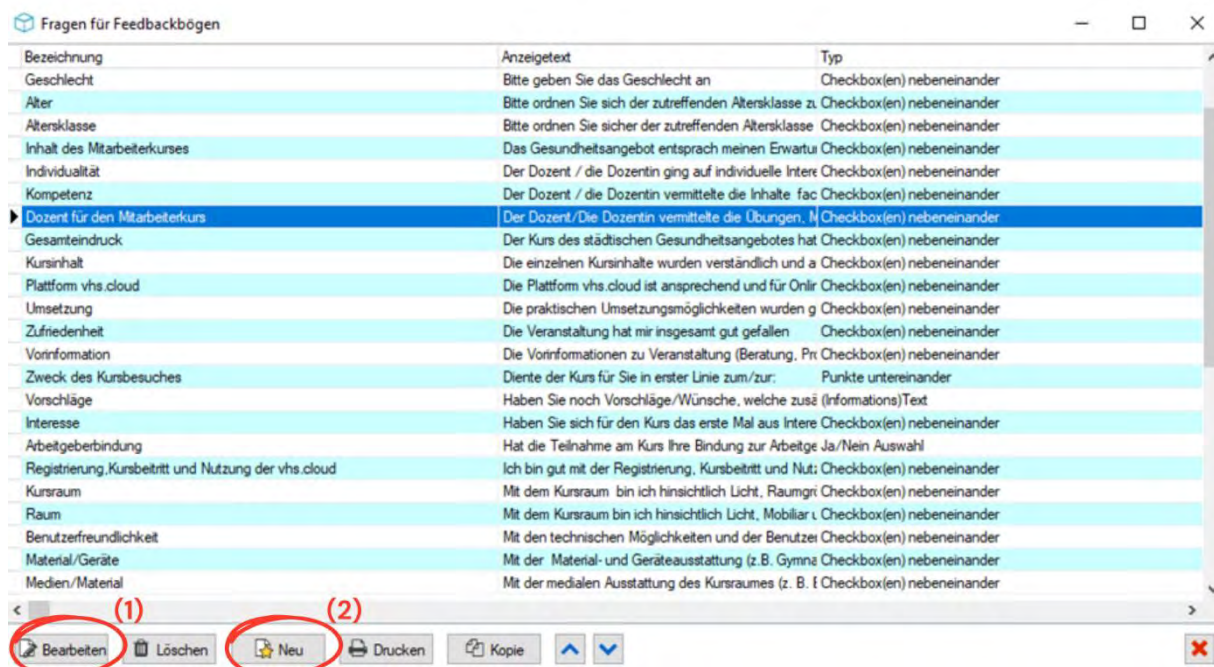 Fragen für Feedbackbögen
Bezeichnung Anzeigetext Typ
Geschlecht Bitte geben Sie das Geschlecht an Checkbox(en) nebeneinander
Alter Bitte ordnen Sie sich der zutreffenden Altersklasse zu Checkbox(en) nebeneinander
Altersklasse Bitte ordnen Sie sicher der zutreffenden Altersklasse Checkbox(en) nebeneinander
Inhalt des Mitarbeiterkurses Das Gesundheitsangebot entsprach meinen Erwartu Checkbox(en) nebeneinander
Individualität Der Dozent / die Dozentin ging auf individuelle Intere Checkbox(en) nebeneinander
Kompetenz Der Dozent / die Dozentin vermittelte die Inhalte fac Checkbox(en) nebeneinander
Dozent für den Mitarbeiterkurs Der Dozent/Die Dozentin vermittelte die Übungen, M Checkbox(en) nebeneinander
Gesamteindruck Der Kurs des städtischen Gesundheitsangebotes hat Checkbox(en) nebeneinander
Kursinhalt Die einzelnen Kursinhalte wurden verständlich und a Checkbox(en) nebeneinander
Plattform vhs.cloud Die Plattform vhs.cloud ist ansprechend und für Onlin Checkbox(en) nebeneinander
Umsetzung Die praktischen Umsetzungsmöglichkeiten wurden g Checkbox(en) nebeneinander
Zufriedenheit Die Veranstaltung hat mir insgesamt gut gefallen Checkbox(en) nebeneinander
Vorinformation Die Vorinformationen zu Veranstaltung (Beratung, Pro Checkbox(en) nebeneinander
Zweck des Kursbesuches Diente der Kurs für Sie in erster Linie zum/zur: Punkte untereinander
Vorschläge Haben Sie noch Vorschläge/Wünsche, welche zusä (Informations)Text
Interesse Haben Sie sich für den Kurs das erste Mal aus Intere Checkbox(en) nebeneinander
Arbeitgeberbindung Hat die Teilnahme am Kurs Ihre Bindung zur Arbeitge Ja/Nein Auswahl
Registrierung,Kursbeitritt und Nutzung der vhs.cloud Ich bin gut mit der Registrierung, Kursbeitritt und Nutz Checkbox(en) nebeneinander
Kursraum Mit dem Kursraum bin ich hinsichtlich Licht, Raumgrö Checkbox(en) nebeneinander
Raum Mit dem Kursraum bin ich hinsichtlich Licht, Mobiliar u Checkbox(en) nebeneinander
Benutzerfreundlichkeit Mit den technischen Möglichkeiten und der Benutzer Checkbox(en) nebeneinander
Material/Geräte Mit der Material- und Geräteausstattung (z.B. Gymna Checkbox(en) nebeneinander
Medien/Material Mit der medialen Ausstattung des Kursraumes (z. B. Checkbox(en) nebeneinander
(1) (2)
Bearbeiten Löschen Neu Drucken Kopie